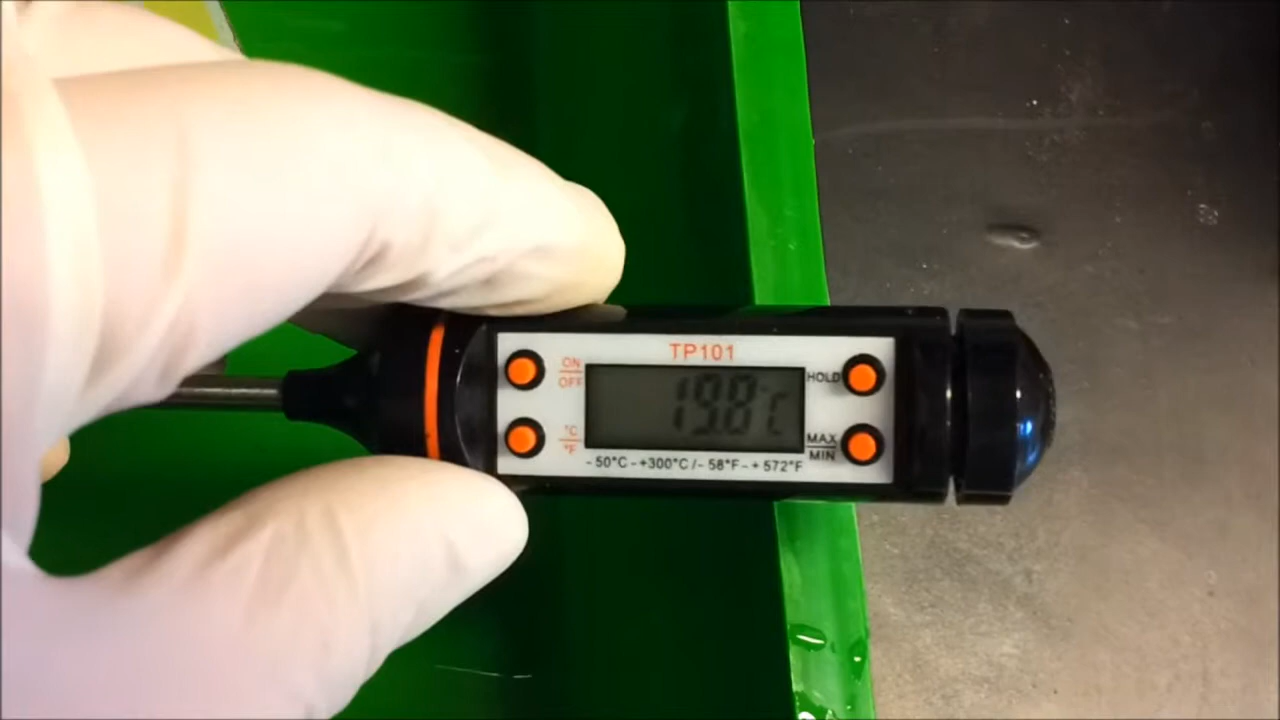 TP101
ON
OFF
HOLD
19.8°C
°C
°F
MAX
MIN
- 50°C - +300°C / - 58°F - + 572°F